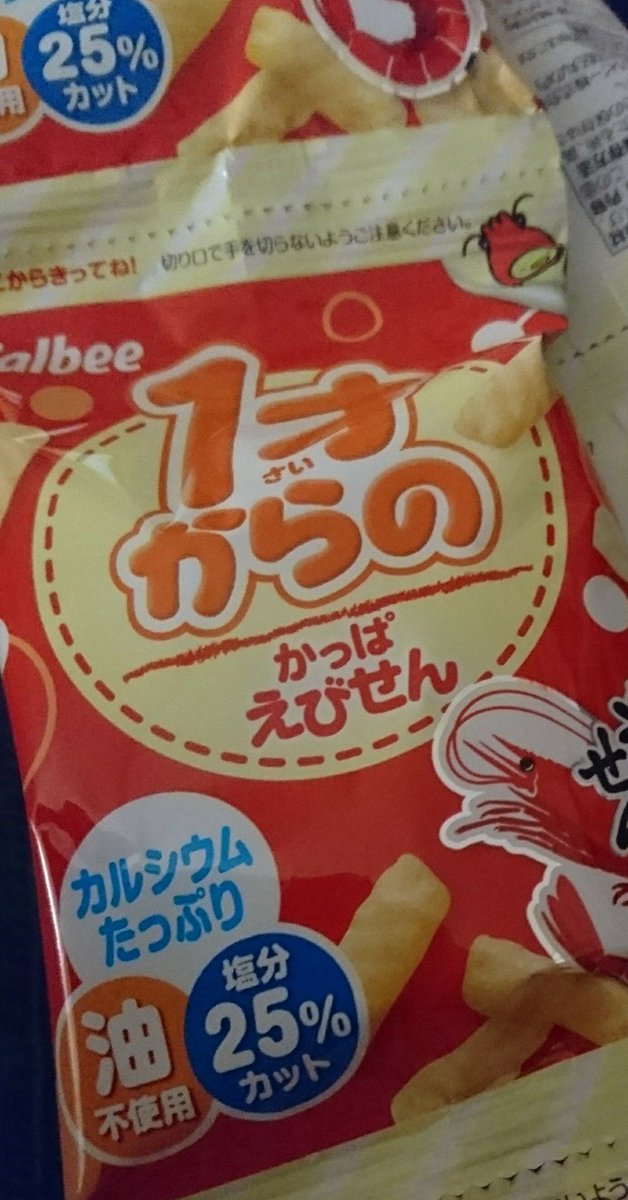 塩分
25%
カット
用
からきってね! 切り口で手を切らないようご注意ください。
albee
1才
さい
からの
かっぱ
えびせん
せん
カルシウム
たっぷり
塩分
25%
カット
油
不使用